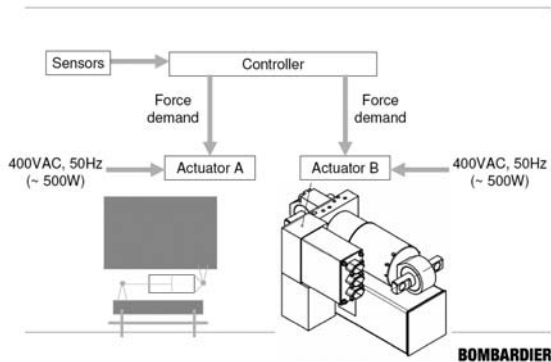 Sensors
Controller
Force
demand
Force
demand
400VAC, 50Hz
(~ 500W)
Actuator A
Actuator B
400VAC, 50Hz
(~ 500W)
BOMBARDIER